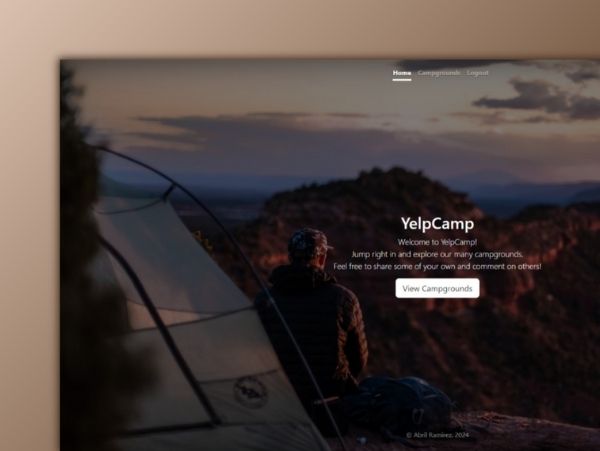 Home Campgrounds Logout
YelpCamp
Welcome to YelpCamp!
Jump right in and explore our many campgrounds.
Feel free to share some of your own and comment on others!
View Campgrounds
© Abril Ramirez, 2024